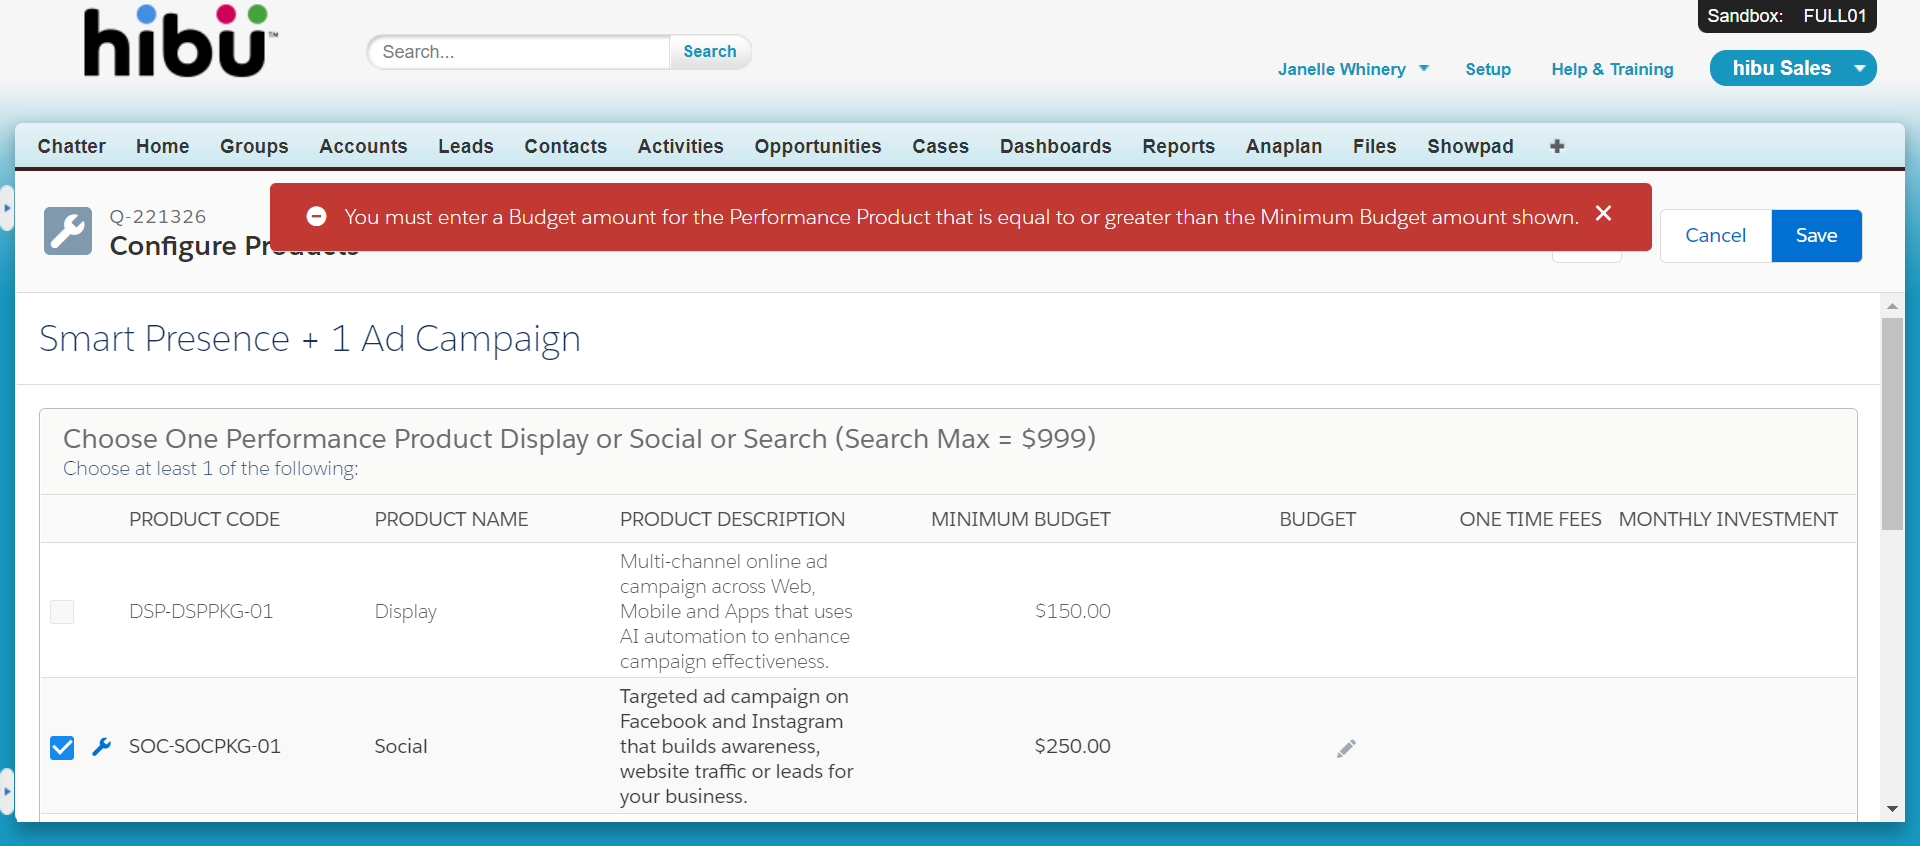 hibü™
Search...
Search
Sandbox: FULL01
Janelle Whinery
Setup
Help & Training
hibu Sales
Chatter Home Groups Accounts Leads Contacts Activities Opportunities Cases Dashboards Reports Anaplan Files Showpad
Q-221326
You must enter a Budget amount for the Performance Product that is equal to or greater than the Minimum Budget amount shown.
Configure Products
Cancel
Save
Smart Presence + 1 Ad Campaign
Choose One Performance Product Display or Social or Search (Search Max = $999)
Choose at least 1 of the following:
PRODUCT CODE PRODUCT NAME PRODUCT DESCRIPTION MINIMUM BUDGET BUDGET ONE TIME FEES MONTHLY INVESTMENT
DSP-DSPPKG-01
Display
Multi-channel online ad
campaign across Web,
Mobile and Apps that uses
AI automation to enhance
campaign effectiveness.
$150.00
SOC-SOCPKG-01
Social
Targeted ad campaign on
Facebook and Instagram
that builds awareness,
website traffic or leads for
your business.
$250.00